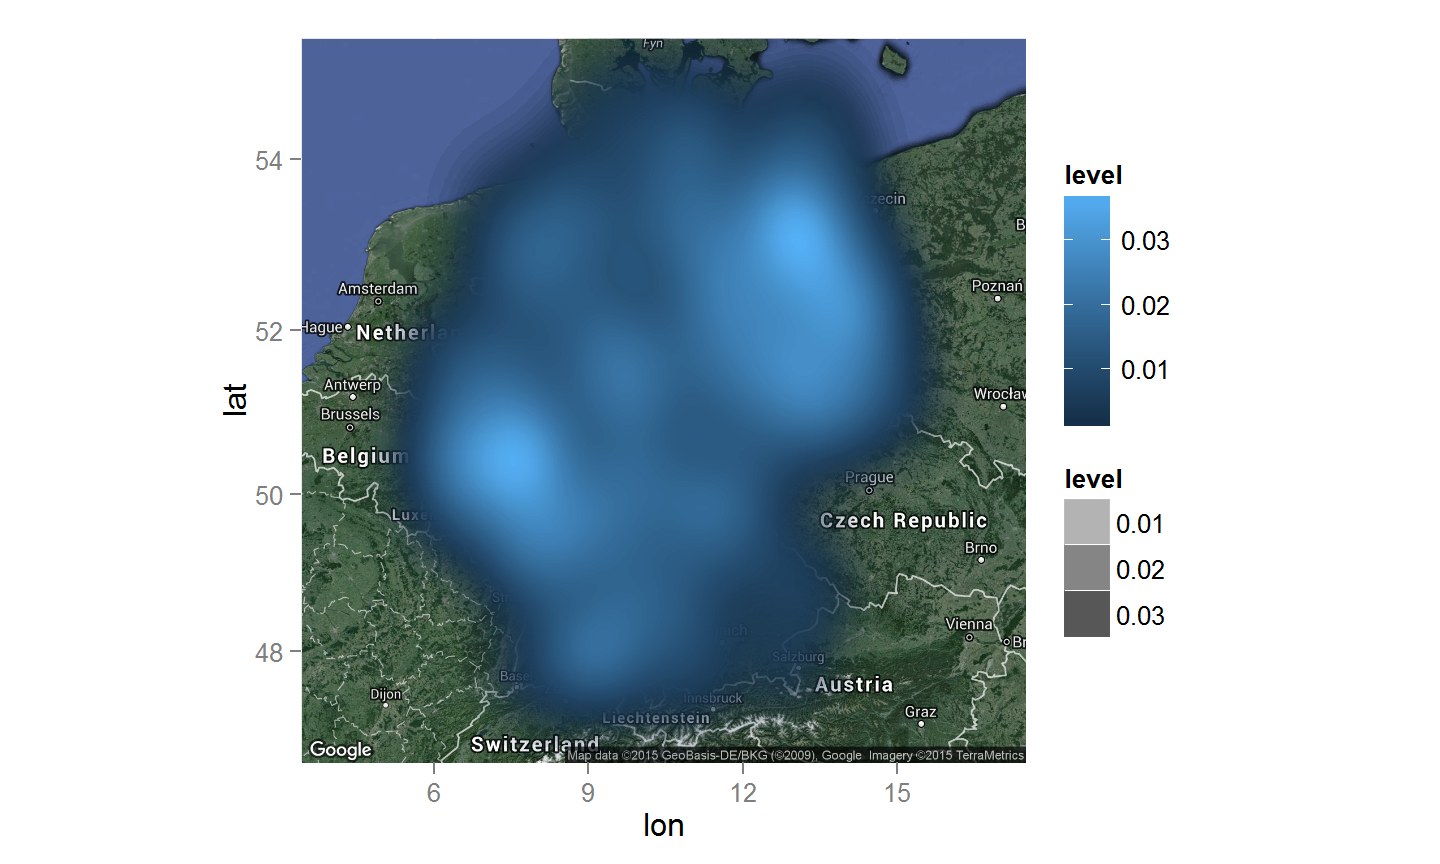 Fyn
54
zecin
B
Amsterdam
Poznań
Hague
52
Netherla
Antwerp
Wrocław
Brussels
Belgium
Prague
50
Luxe
Czech Republic
Brno
Vienna
Br
48
Salzburg
Basel
Austria
Dijon
Innsbruck
Graz
Liechtenstein
Switzerland
Google
Map data ©2015 GeoBasis-DE/BKG (©2009), Google Imagery ©2015 TerraMetrics
6 9 12 15
lon
lat
level
0.03
0.02
0.01
level
0.01
0.02
0.03